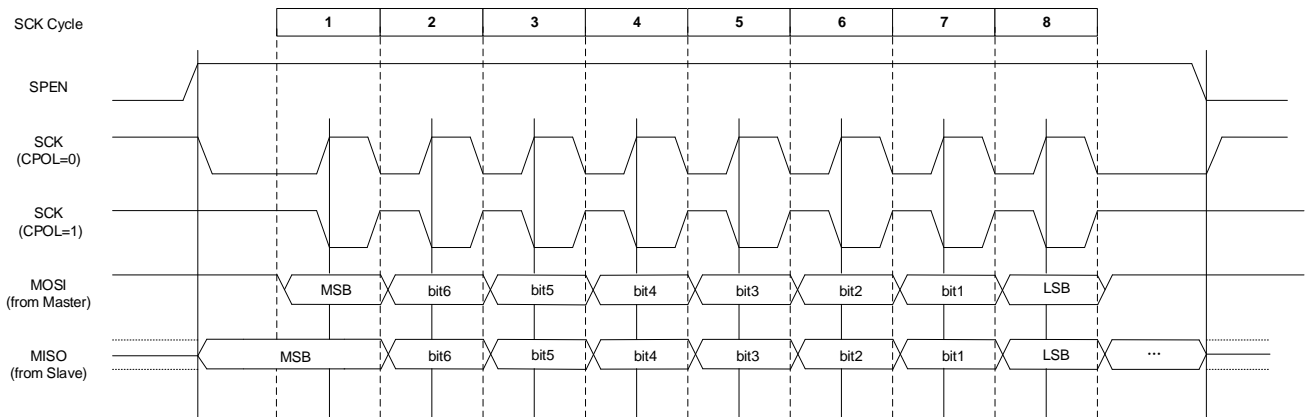 SCK Cycle 1 2 3 4 5 6 7 8
SPEN
SCK
(CPOL=0)
SCK
(CPOL=1)
MOSI
(from Master)
MSB bit6 bit5 bit4 bit3 bit2 bit1 LSB
MISO
(from Slave)
MSB bit6 bit5 bit4 bit3 bit2 bit1 LSB ...